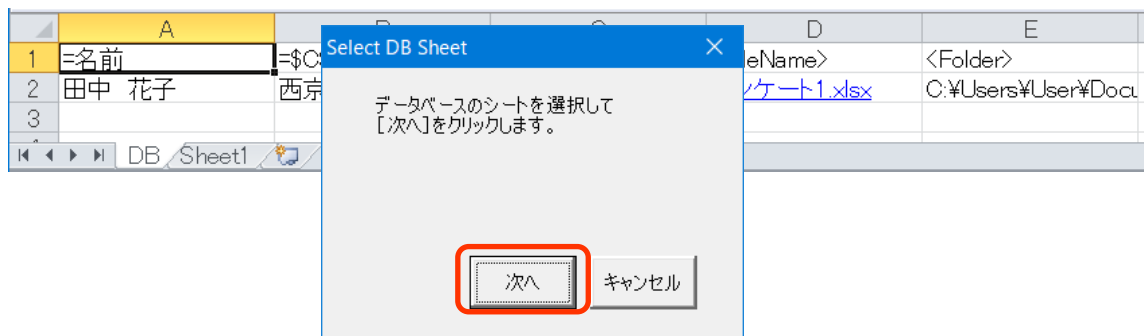 A D E
1 =名前 =$C$ leName> <Folder>
2 田中 花子 西京 ンケート1.xlsx C:¥Users¥User¥Docu
3
DB Sheet1
Select DB Sheet
データベースのシートを選択して
[次へ]をクリックします。
次へ キャンセル